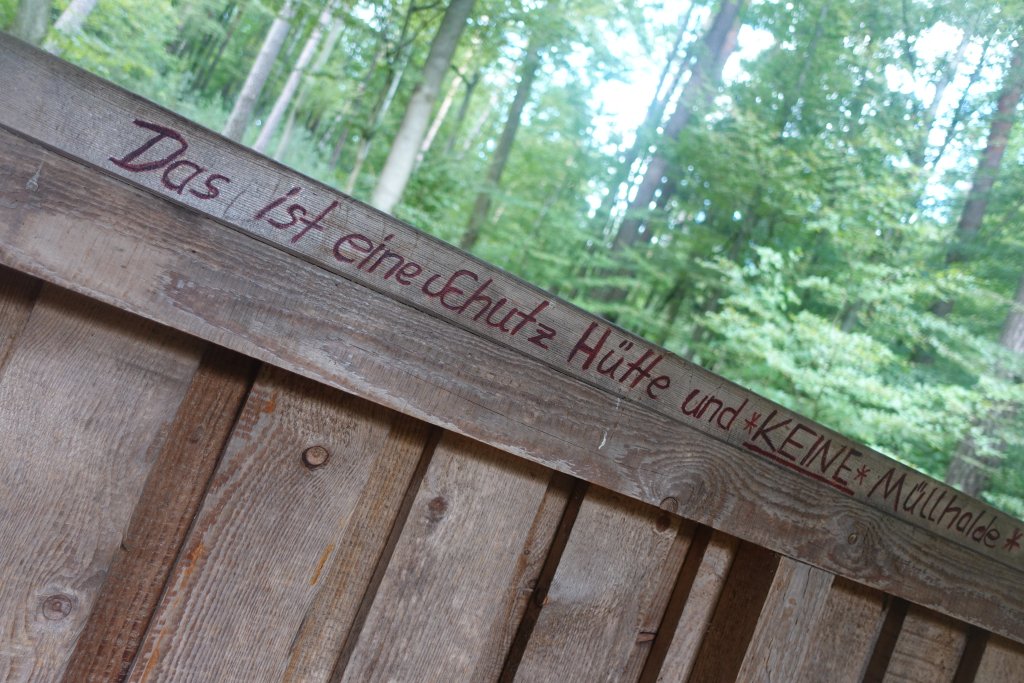 Das ist eine Schutz Hütte und *KEINE* Müllhalde*